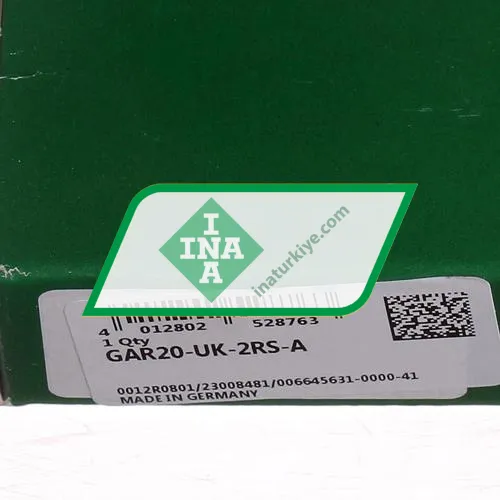 I
INA
A
inaturkiye.com
4 012802 528763
1 Qty
GAR20-UK-2RS-A
0012R0801/23008481/006645631-0000-41
MADE IN GERMANY